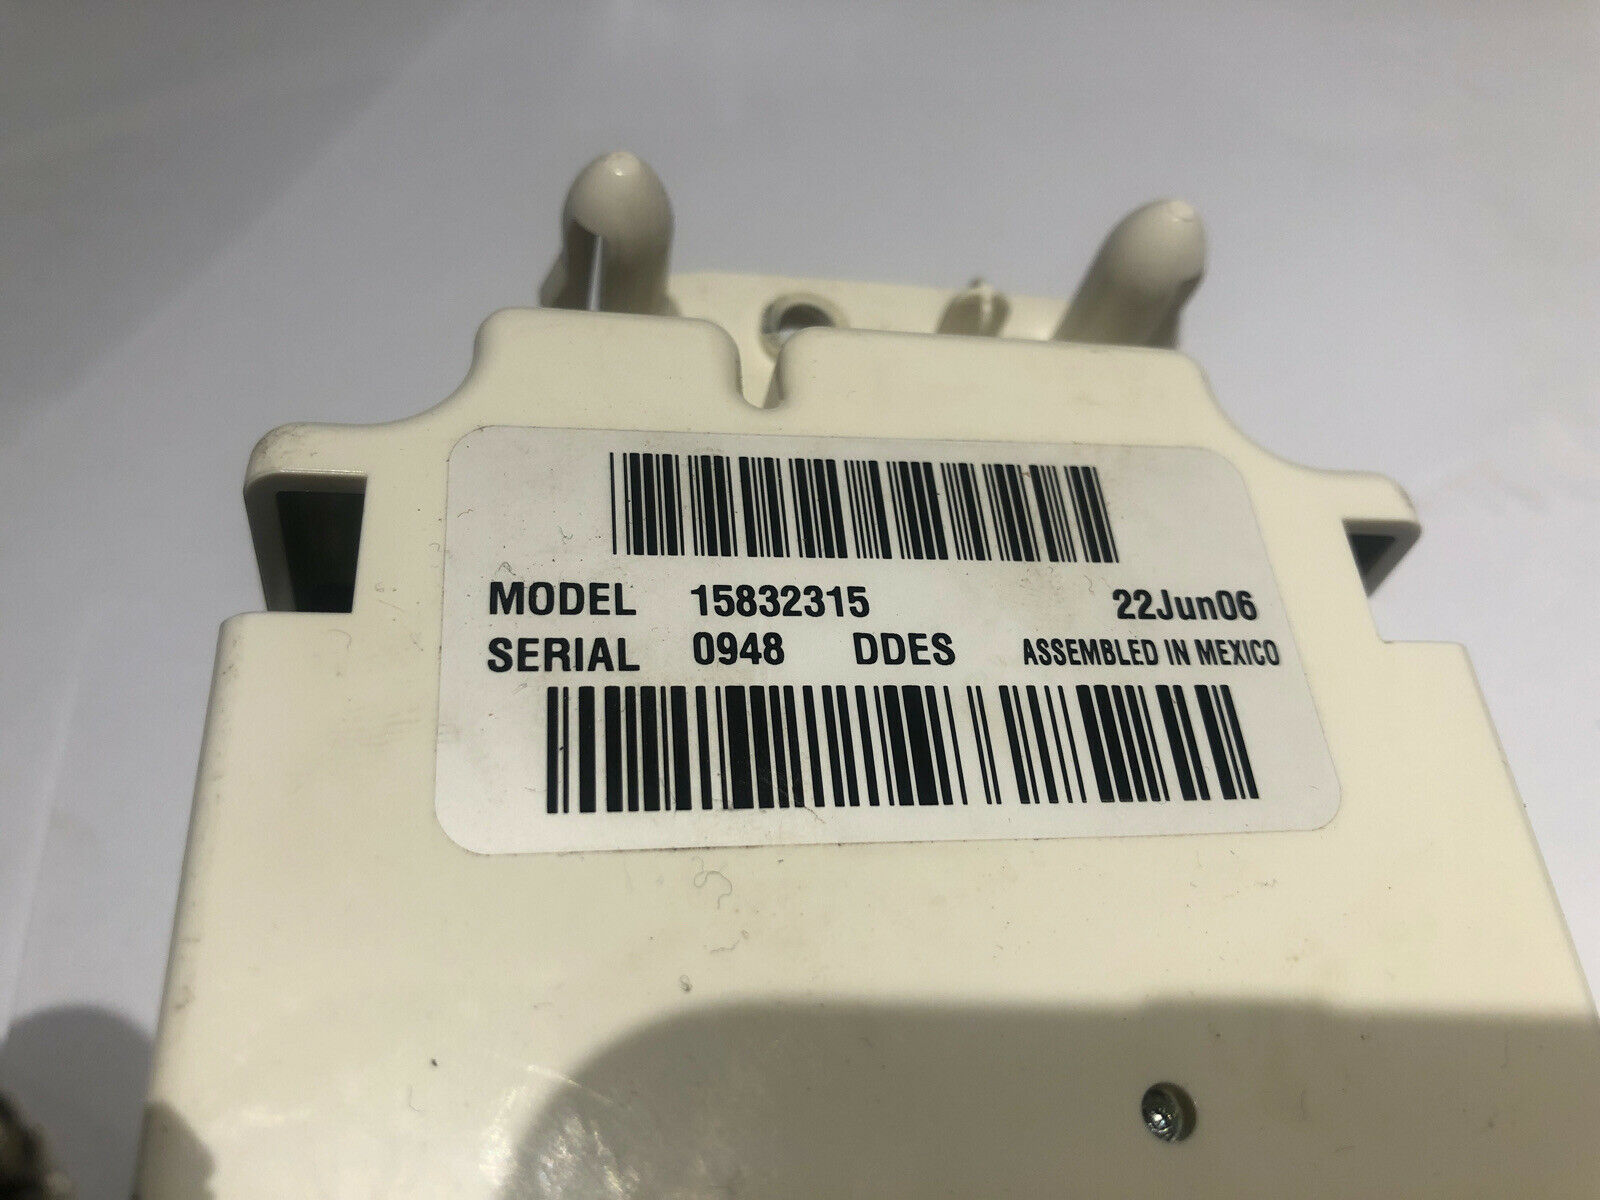 MODEL 15832315 22Jun06
SERIAL 0948 DDES ASSEMBLED IN MEXICO